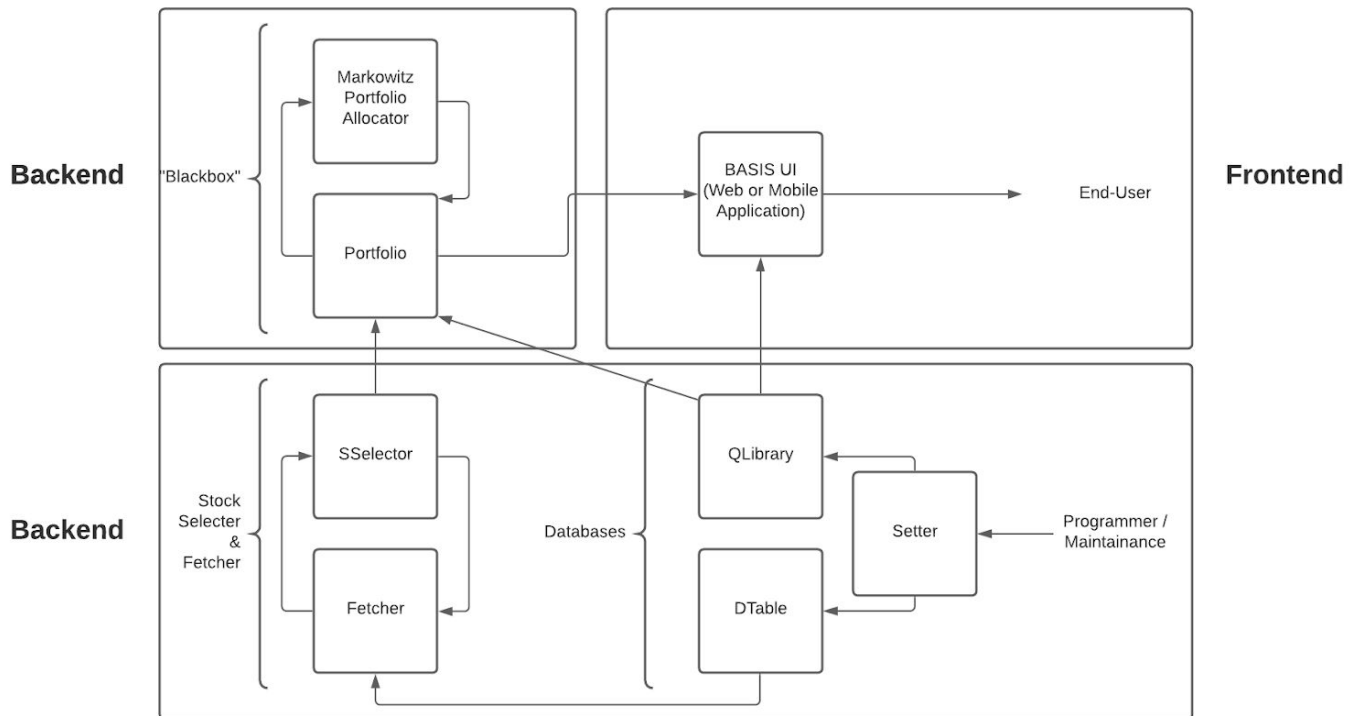 Markowitz
Portfolio
Allocator
Backend
"Blackbox"
Portfolio
BASIS UI
(Web or Mobile
Application)
End-User
Frontend
Backend
Stock
Selecter
&
Fetcher
SSelector
Fetcher
Databases
QLibrary
DTable
Setter
Programmer /
Maintainance